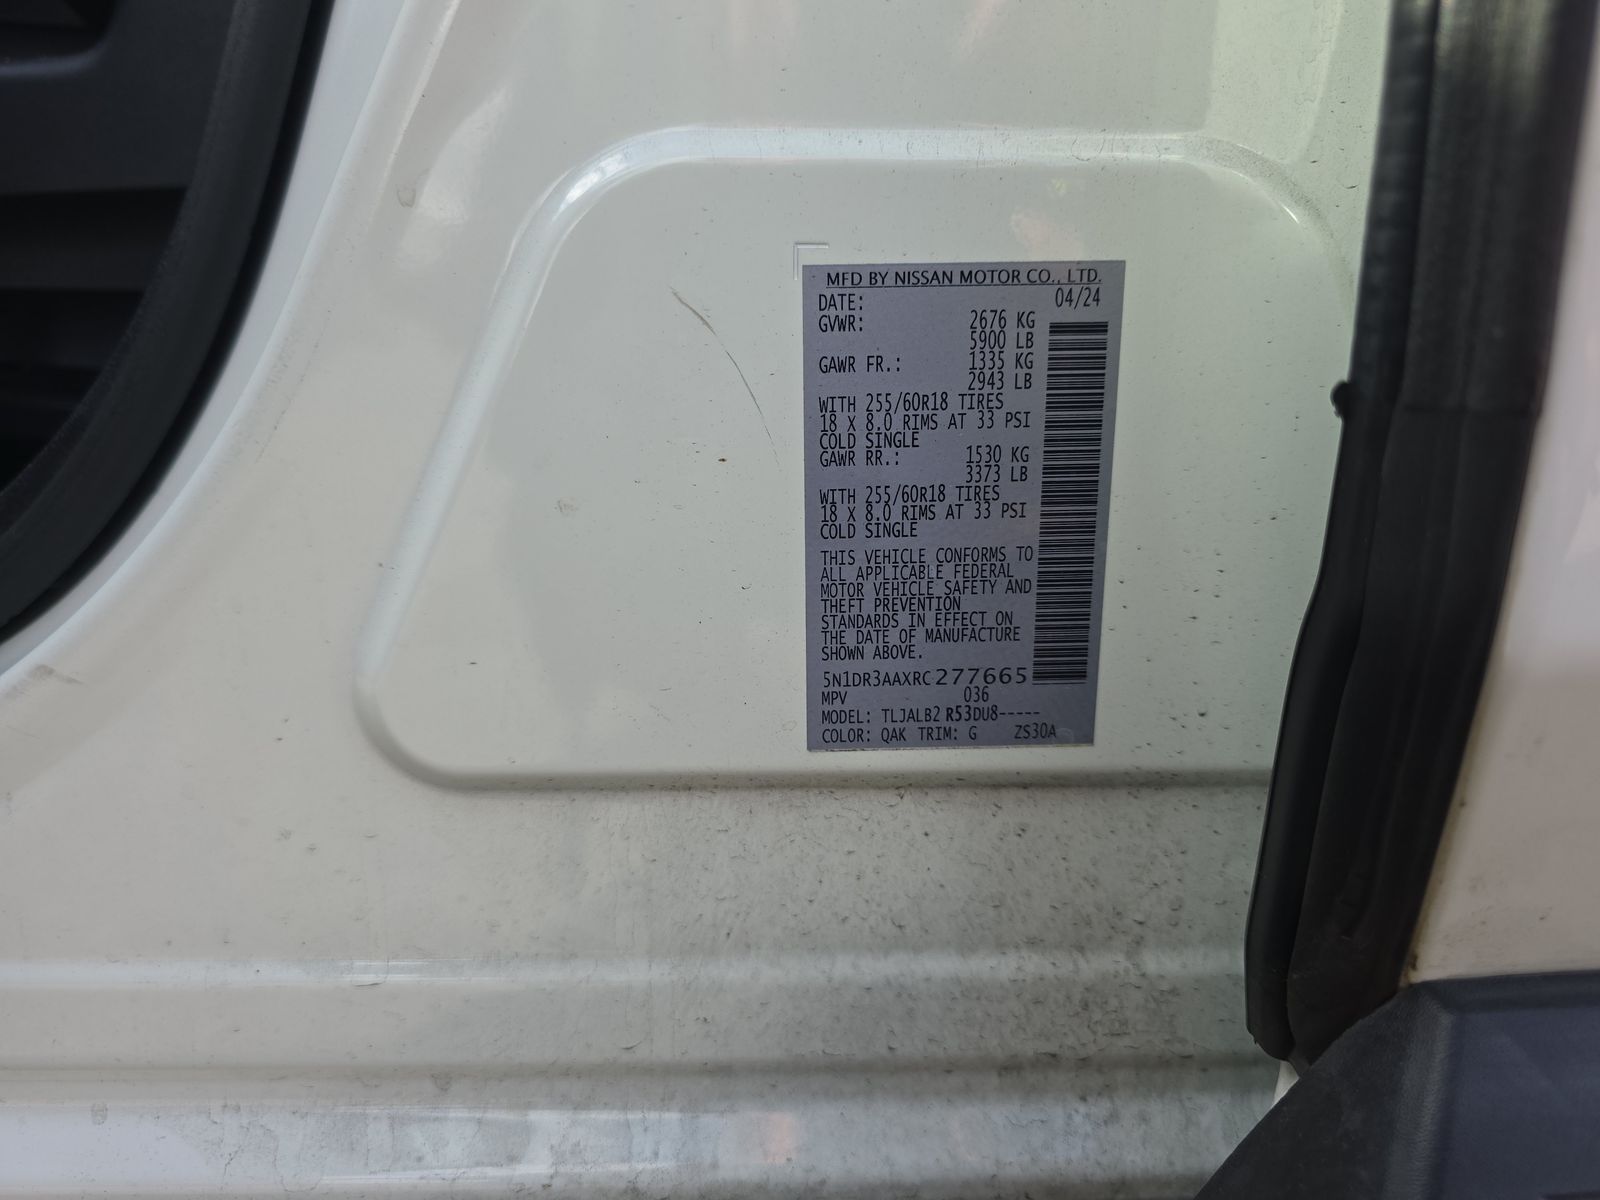 MFD BY NISSAN MOTOR CO., LTD.
DATE: 04/24
GVWR: 2676 KG
5900 LB
GAWR FR.: 1335 KG
2943 LB
WITH 255/60R18 TIRES
18 X 8.0 RIMS AT 33 PSI
COLD SINGLE
GAWR RR.: 1530 KG
3373 LB
WITH 255/60R18 TIRES
18 X 8.0 RIMS AT 33 PSI
COLD SINGLE
THIS VEHICLE CONFORMS TO
ALL APPLICABLE FEDERAL
MOTOR VEHICLE SAFETY AND
THEFT PREVENTION
STANDARDS IN EFFECT ON
THE DATE OF MANUFACTURE
SHOWN ABOVE.
5N1DR3AAXRC277665
MPV 036
MODEL: TLJALB2 R53DU8-----
COLOR: QAK TRIM: G ZS30A